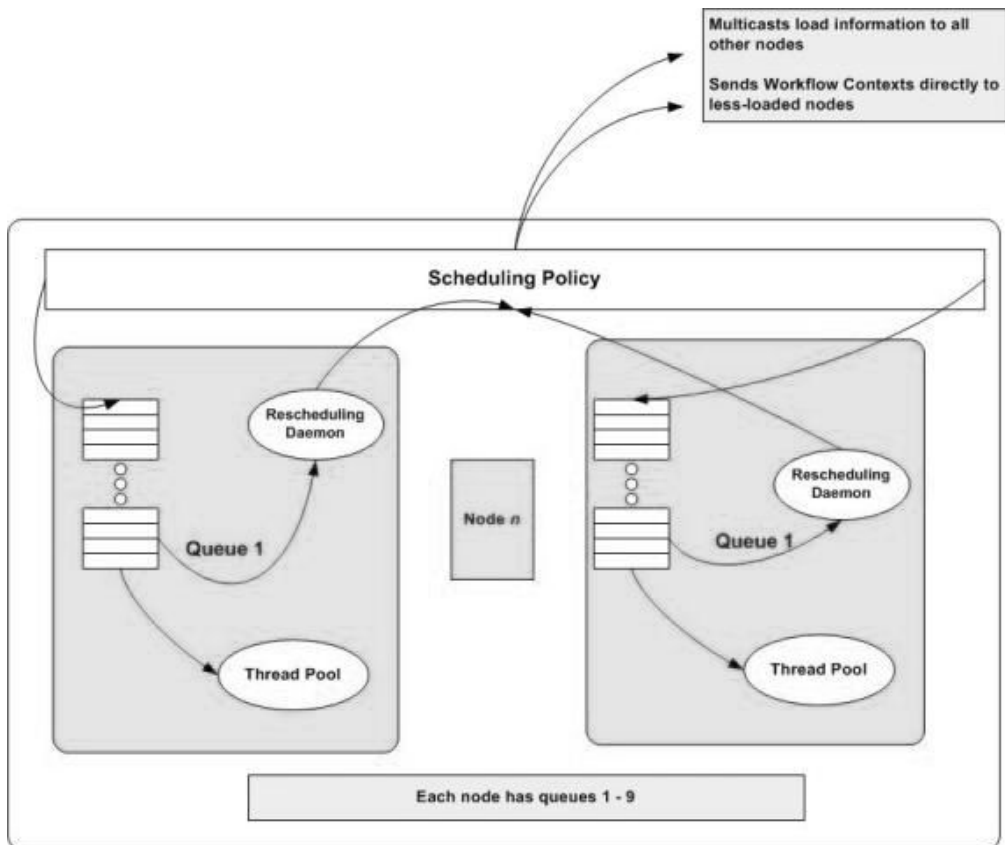 Multicasts load information to all
other nodes
Sends Workflow Contexts directly to
less-loaded nodes
Scheduling Policy
Rescheduling
Daemon
Queue 1
Thread Pool
Node n
Rescheduling
Daemon
Queue 1
Thread Pool
Each node has queues 1 - 9